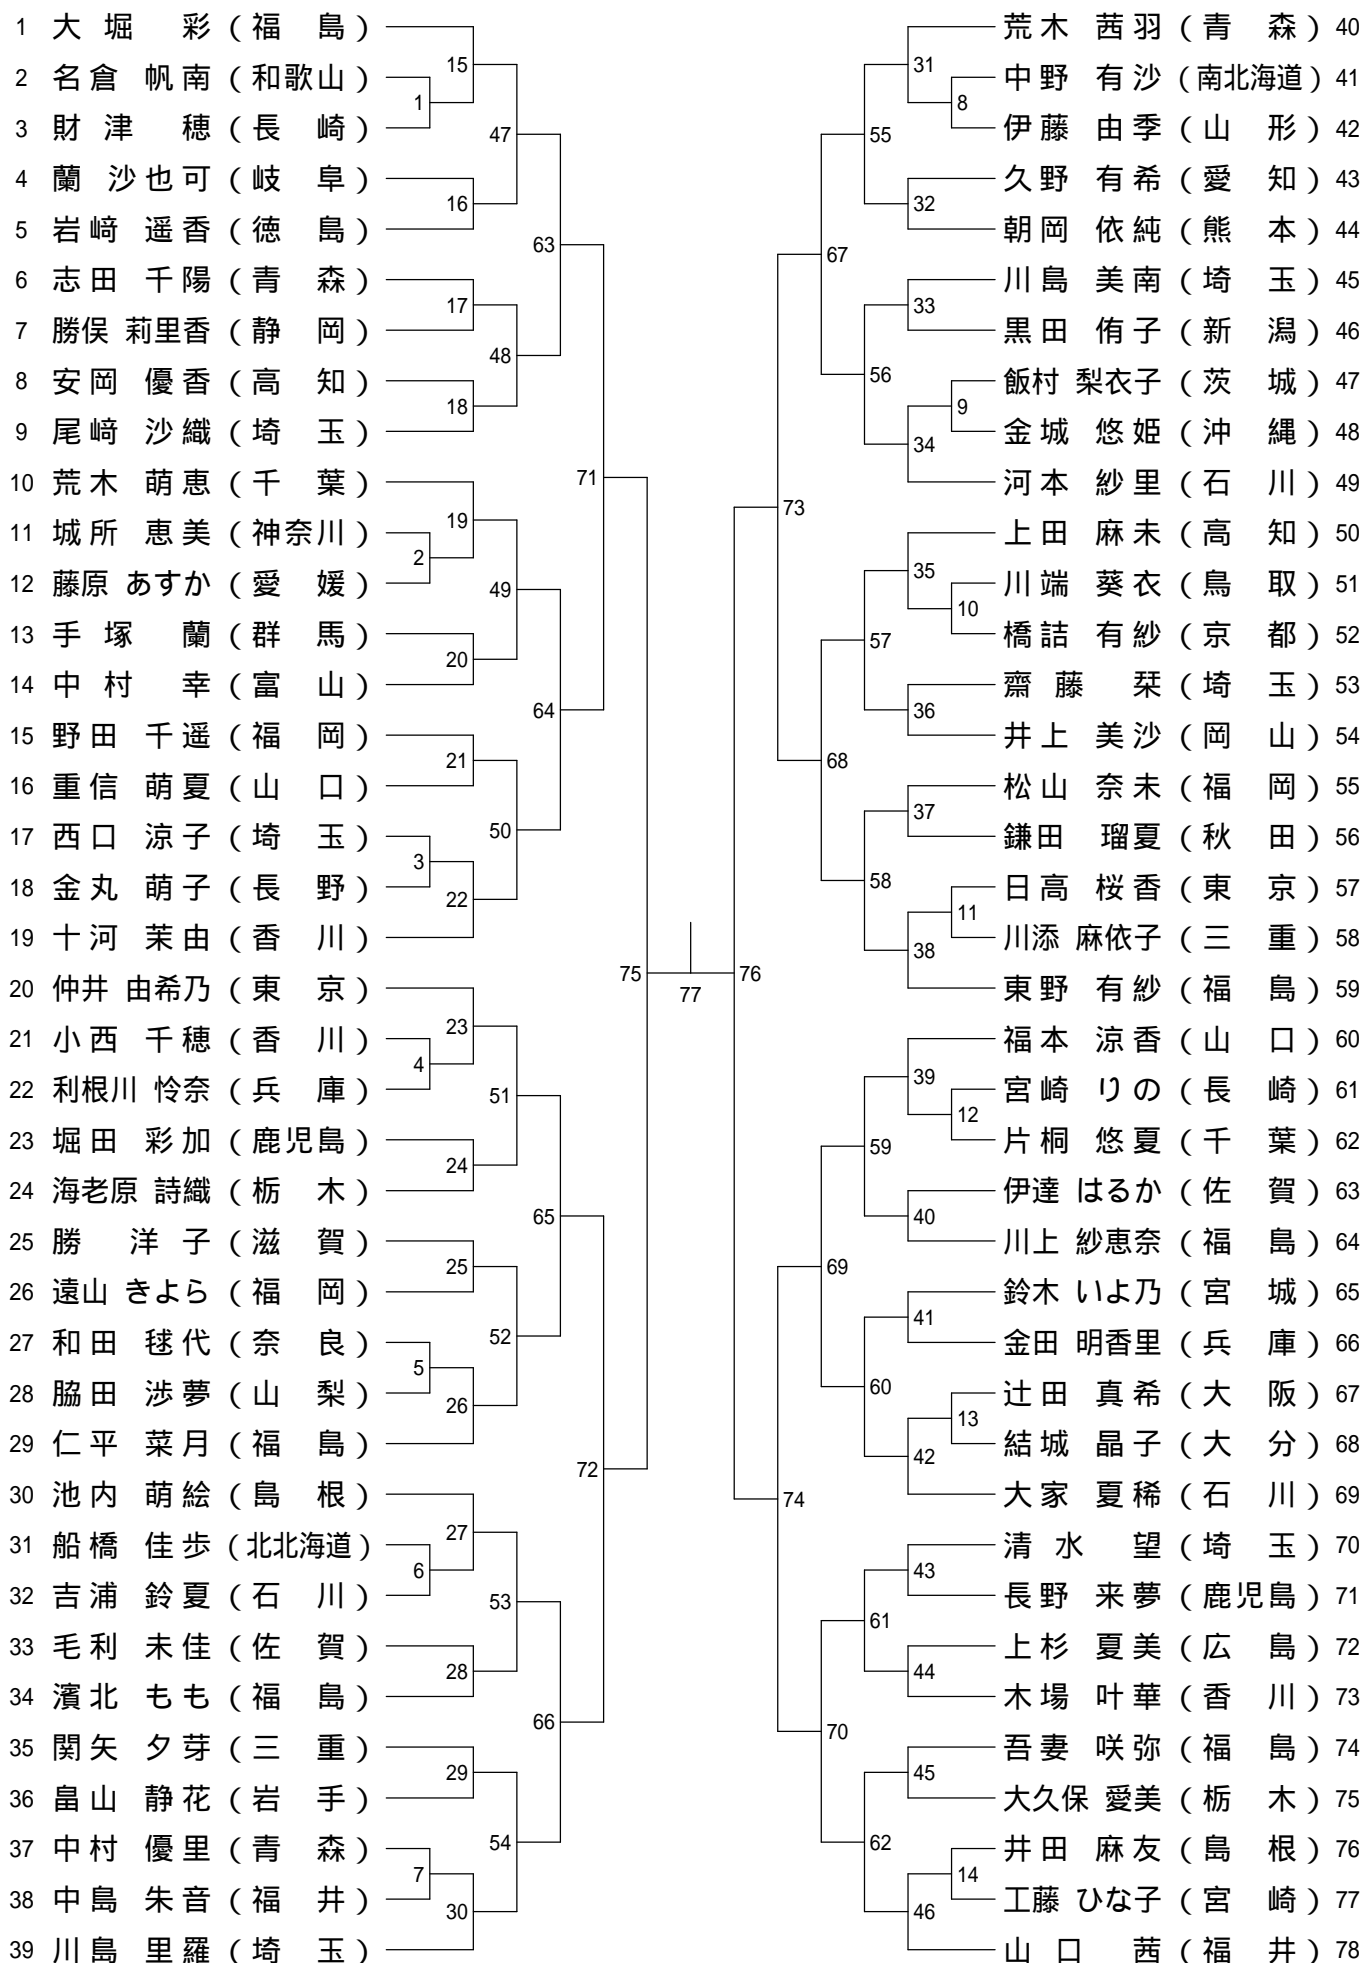 1 大堀 彩 (福島)
2 名倉 帆南 (和歌山)
3 財津 穂 (長崎)
4 蘭 沙也可 (岐阜)
5 岩﨑 遥香 (徳島)
6 志田 千陽 (青森)
7 勝俣 莉里香 (静岡)
8 安岡 優香 (高知)
9 尾﨑 沙織 (埼玉)
10 荒木 萌恵 (千葉)
11 城所 恵美 (神奈川)
12 藤原 あすか (愛媛)
13 手塚 蘭 (群馬)
14 中村 幸 (富山)
15 野田 千遥 (福岡)
16 重信 萌夏 (山口)
17 西口 涼子 (埼玉)
18 金丸 萌子 (長野)
19 十河 茉由 (香川)
20 仲井 由希乃 (東京)
21 小西 千穂 (香川)
22 利根川 怜奈 (兵庫)
23 堀田 彩加 (鹿児島)
24 海老原 詩織 (栃木)
25 勝 洋子 (滋賀)
26 遠山 きよら (福岡)
27 和田 毬代 (奈良)
28 脇田 渉夢 (山梨)
29 仁平 菜月 (福島)
30 池内 萌絵 (島根)
31 船橋 佳歩 (北北海道)
32 吉浦 鈴夏 (石川)
33 毛利 未佳 (佐賀)
34 濱北 もも (福島)
35 関矢 夕芽 (三重)
36 畠山 静花 (岩手)
37 中村 優里 (青森)
38 中島 朱音 (福井)
39 川島 里羅 (埼玉)
15
1
47
16
63
17
48
18
71
19
2
49
20
64
21
50
3
22
75
23
4
51
24
65
25
52
5
26
72
27
6
53
28
66
29
54
7
30
77
76
31
8
55
32
67
33
56
9
34
73
35
10
57
36
68
37
58
11
38
39
12
59
40
69
41
60
13
42
74
43
61
44
70
45
62
14
46
荒木 茜羽 (青森) 40
中野 有沙 (南北海道) 41
伊藤 由季 (山形) 42
久野 有希 (愛知) 43
朝岡 依純 (熊本) 44
川島 美南 (埼玉) 45
黒田 侑子 (新潟) 46
飯村 梨衣子 (茨城) 47
金城 悠姫 (沖縄) 48
河本 紗里 (石川) 49
上田 麻未 (高知) 50
川端 葵衣 (鳥取) 51
橋詰 有紗 (京都) 52
齋藤 栞 (埼玉) 53
井上 美沙 (岡山) 54
松山 奈未 (福岡) 55
鎌田 瑠夏 (秋田) 56
日高 桜香 (東京) 57
川添 麻依子 (三重) 58
東野 有紗 (福島) 59
福本 涼香 (山口) 60
宮崎 りの (長崎) 61
片桐 悠夏 (千葉) 62
伊達 はるか (佐賀) 63
川上 紗恵奈 (福島) 64
鈴木 いよ乃 (宮城) 65
金田 明香里 (兵庫) 66
辻田 真希 (大阪) 67
結城 晶子 (大分) 68
大家 夏稀 (石川) 69
清水 望 (埼玉) 70
長野 来夢 (鹿児島) 71
上杉 夏美 (広島) 72
木場 叶華 (香川) 73
吾妻 咲弥 (福島) 74
大久保 愛美 (栃木) 75
井田 麻友 (島根) 76
工藤 ひな子 (宮崎) 77
山口 茜 (福井) 78